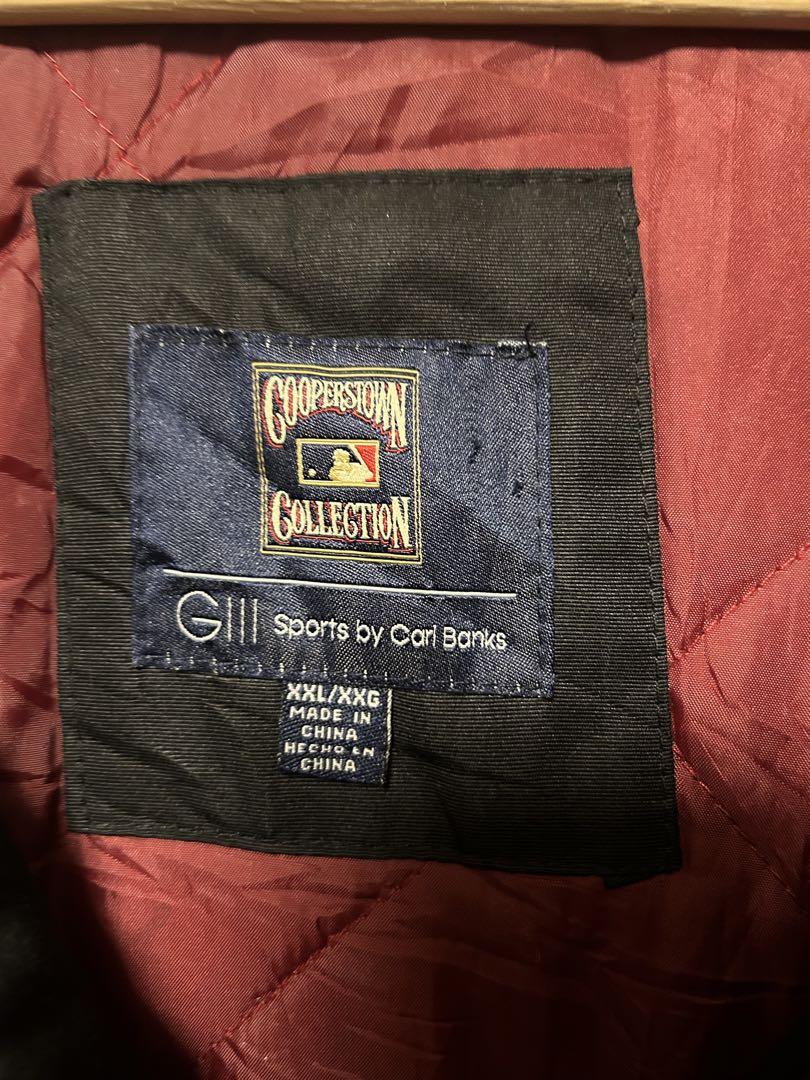 COOPERSTOWN
COLLECTION
GIII Sports by Carl Banks
XXL/XXG
MADE IN
CHINA
HECHO EN
CHINA